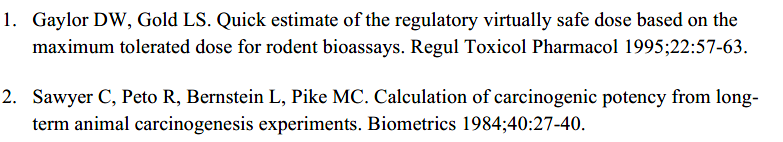 1. Gaylor DW, Gold LS. Quick estimate of the regulatory virtually safe dose based on the
maximum tolerated dose for rodent bioassays. Regul Toxicol Pharmacol 1995;22:57-63.
2. Sawyer C, Peto R, Bernstein L, Pike MC. Calculation of carcinogenic potency from long-
term animal carcinogenesis experiments. Biometrics 1984;40:27-40.